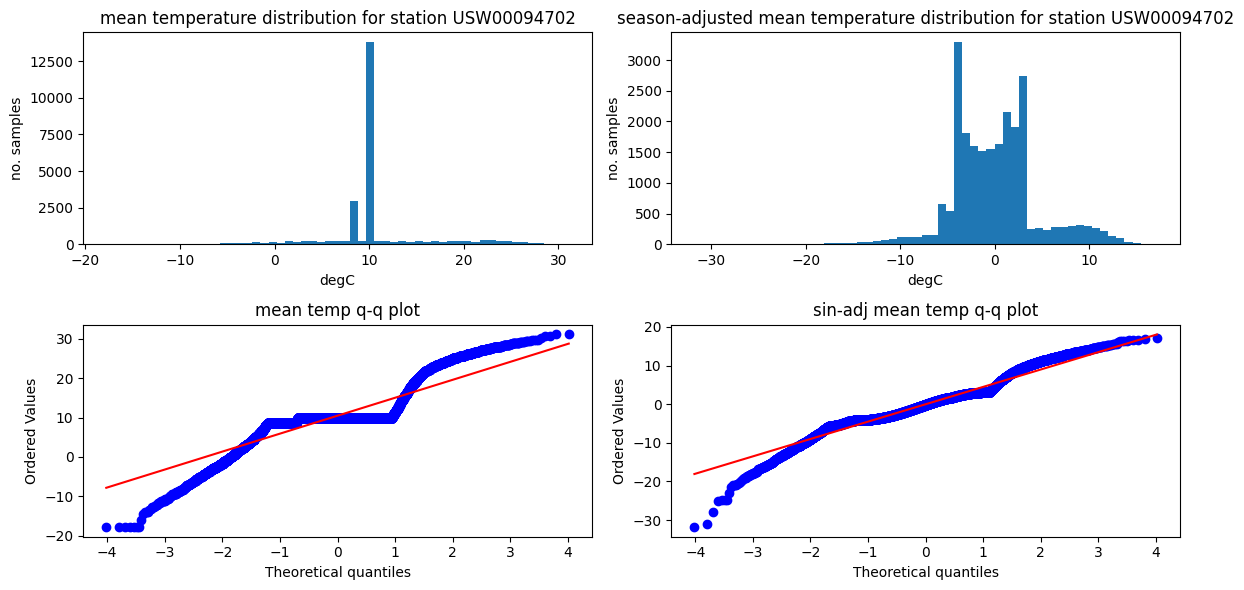 mean temperature distribution for station USW00094702
no. samples
12500
10000
7500
5000
2500
0
−20 −10 0 10 20 30
degC
season-adjusted mean temperature distribution for station USW00094702
no. samples
3000
2500
2000
1500
1000
500
0
−30 −20 −10 0 10
degC
mean temp q-q plot
Ordered Values
30
20
10
0
−10
−20
−4 −3 −2 −1 0 1 2 3 4
Theoretical quantiles
sin-adj mean temp q-q plot
Ordered Values
20
10
0
−10
−20
−30
−4 −3 −2 −1 0 1 2 3 4
Theoretical quantiles